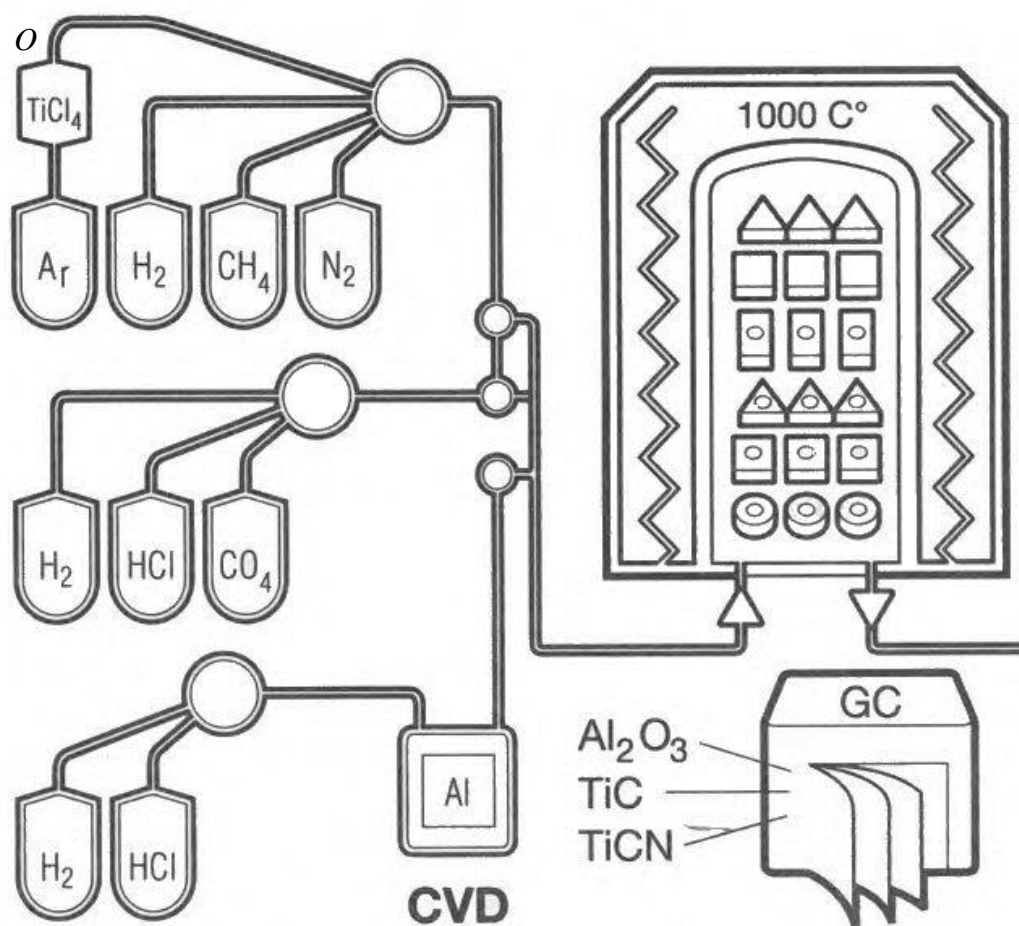 O
TiCl₄
Ar H₂ CH₄ N₂
1000 C°
H₂ HCl CO₄
H₂ HCl
Al
CVD
GC
Al₂O₃
TiC
TiCN